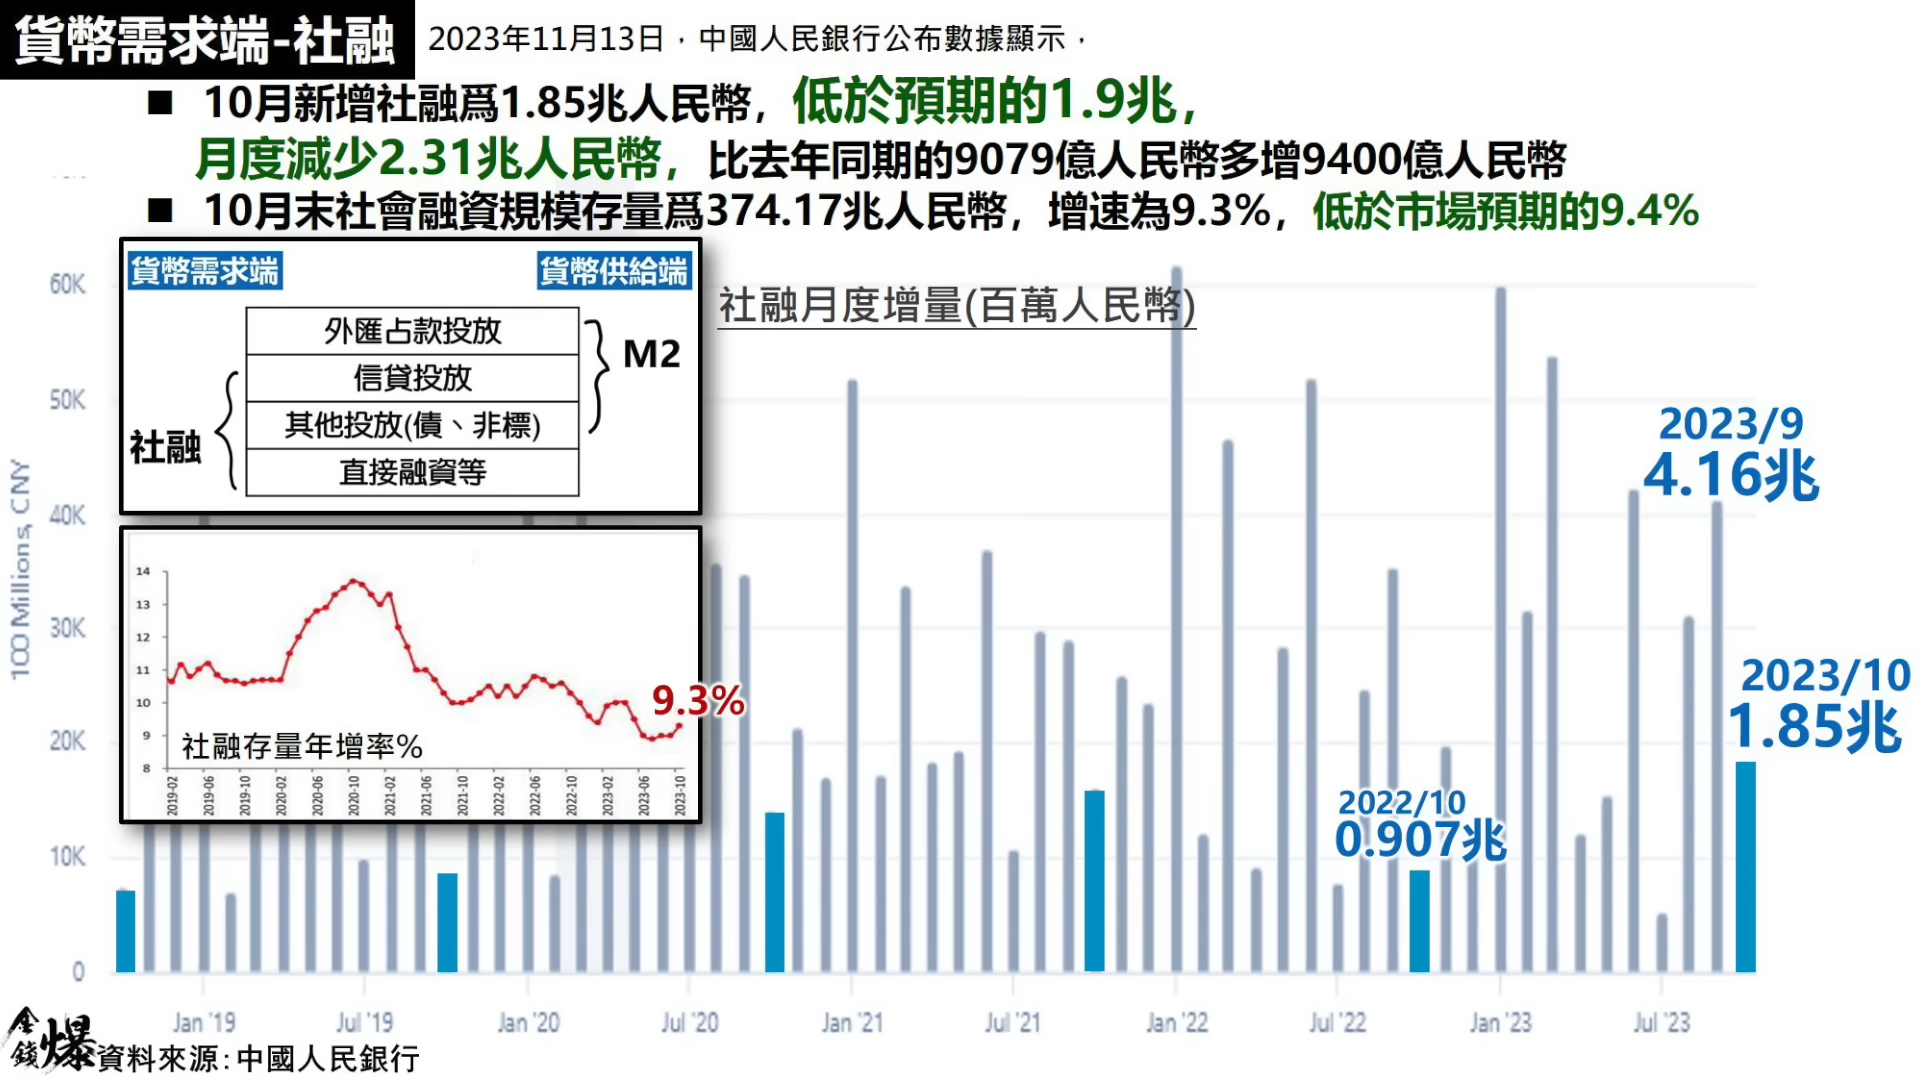 貨幣需求端-社融
2023年11月13日，中國人民銀行公布數據顯示，
■ 10月新增社融爲1.85兆人民幣，低於預期的1.9兆，
月度減少2.31兆人民幣，比去年同期的9079億人民幣多增9400億人民幣
■ 10月末社會融資規模存量爲374.17兆人民幣，增速為9.3%，低於市場預期的9.4%
貨幣需求端
貨幣供給端
外匯占款投放
信貸投放
其他投放(債、非標)
直接融資等
社融
M2
社融月度增量(百萬人民幣)
100 Millions, CNY
60K
50K
40K
30K
20K
10K
0
14
13
12
11
10
9
8
社融存量年增率%
9.3%
2019-02
2019-06
2019-10
2020-02
2020-06
2020-10
2021-02
2021-06
2021-10
2022-02
2022-06
2022-10
2023-02
2023-06
2023-10
2023/9
4.16兆
2023/10
1.85兆
2022/10
0.907兆
Jan '19
Jul '19
Jan '20
Jul '20
Jan '21
Jul '21
Jan '22
Jul '22
Jan '23
Jul '23
金錢爆
資料來源:中國人民銀行